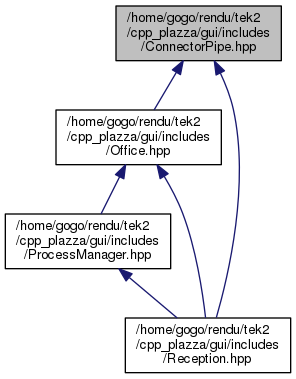 /home/gogo/rendu/tek2
/cpp_plazza/gui/includes
/ConnectorPipe.hpp
/home/gogo/rendu/tek2
/cpp_plazza/gui/includes
/Office.hpp
/home/gogo/rendu/tek2
/cpp_plazza/gui/includes
/ProcessManager.hpp
/home/gogo/rendu/tek2
/cpp_plazza/gui/includes
/Reception.hpp